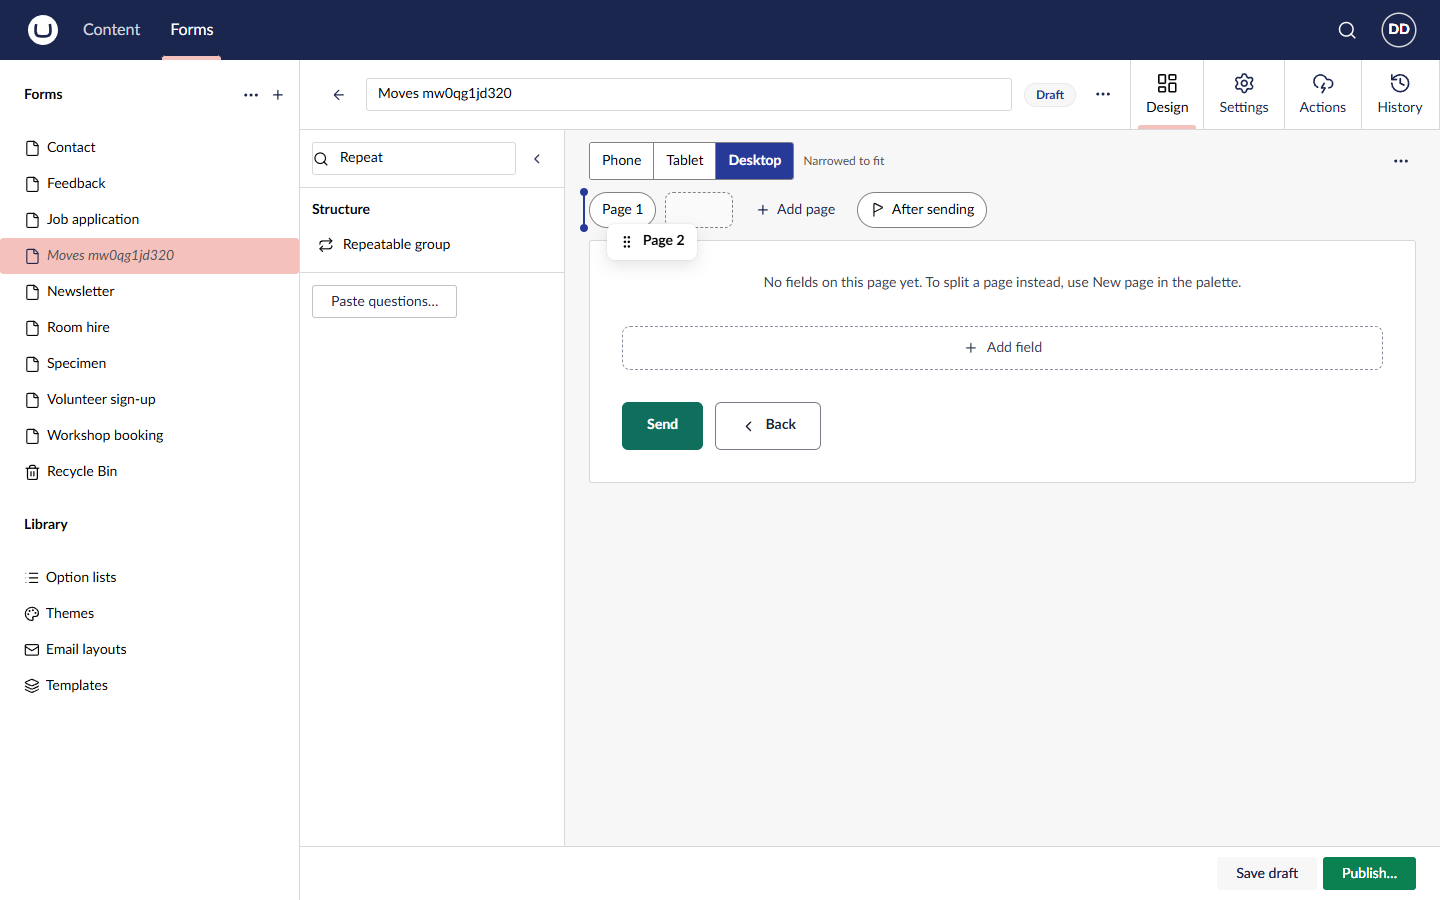 Content
Forms
DD
Forms
Contact
Feedback
Job application
Moves mw0qg1jd320
Newsletter
Room hire
Specimen
Volunteer sign-up
Workshop booking
Recycle Bin
Library
Option lists
Themes
Email layouts
Templates
Moves mw0qg1jd320
Draft
Design
Settings
Actions
History
Repeat
Structure
Repeatable group
Paste questions...
Phone
Tablet
Desktop
Narrowed to fit
Page 1
Add page
After sending
Page 2
No fields on this page yet. To split a page instead, use New page in the palette.
Add field
Send
Back
Save draft
Publish...